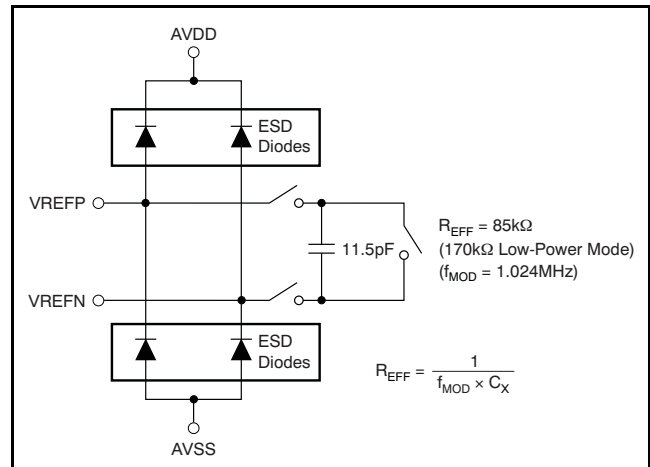 AVDD
ESD
Diodes
VREFP
11.5pF
R_EFF = 85kΩ
(170kΩ Low-Power Mode)
(f_MOD = 1.024MHz)
VREFN
ESD
Diodes
R_EFF = 1 / (f_MOD × C_X)
AVSS